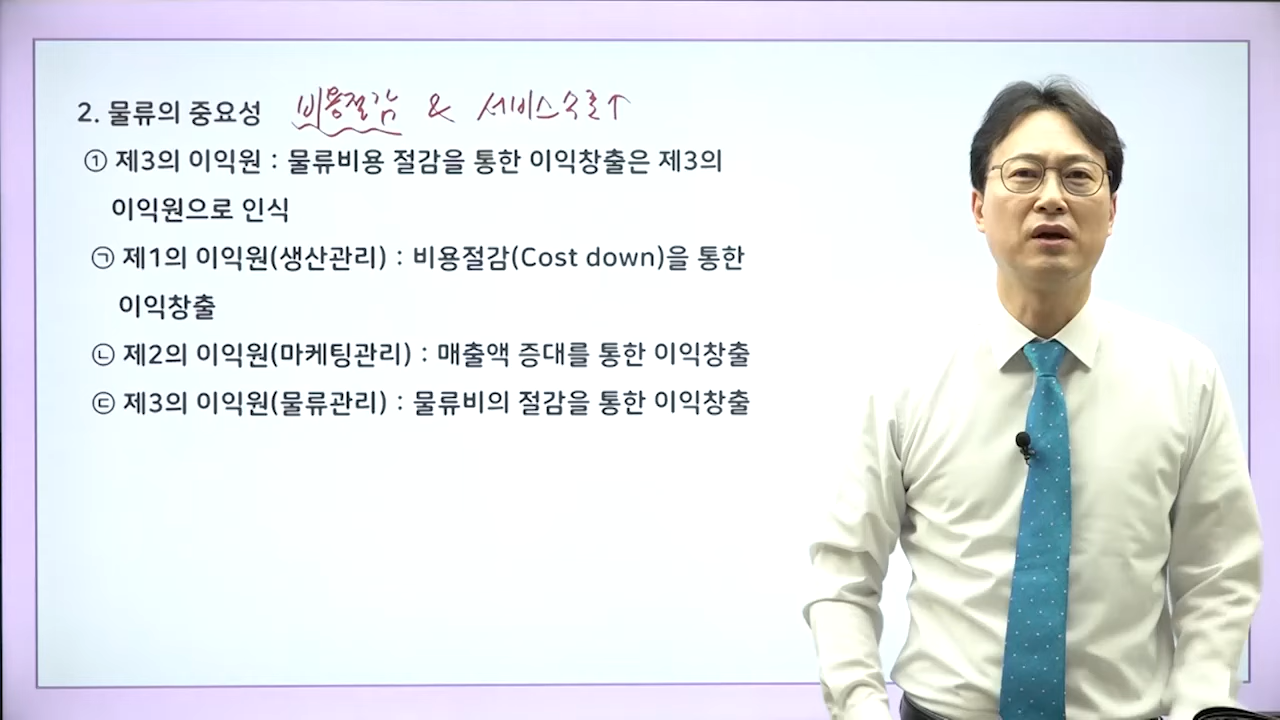 2. 물류의 중요성 비용절감 & 서비스수준↑
① 제3의 이익원 : 물류비용 절감을 통한 이익창출은 제3의
이익원으로 인식
㉠ 제1의 이익원(생산관리) : 비용절감(Cost down)을 통한
이익창출
㉡ 제2의 이익원(마케팅관리) : 매출액 증대를 통한 이익창출
㉢ 제3의 이익원(물류관리) : 물류비의 절감을 통한 이익창출